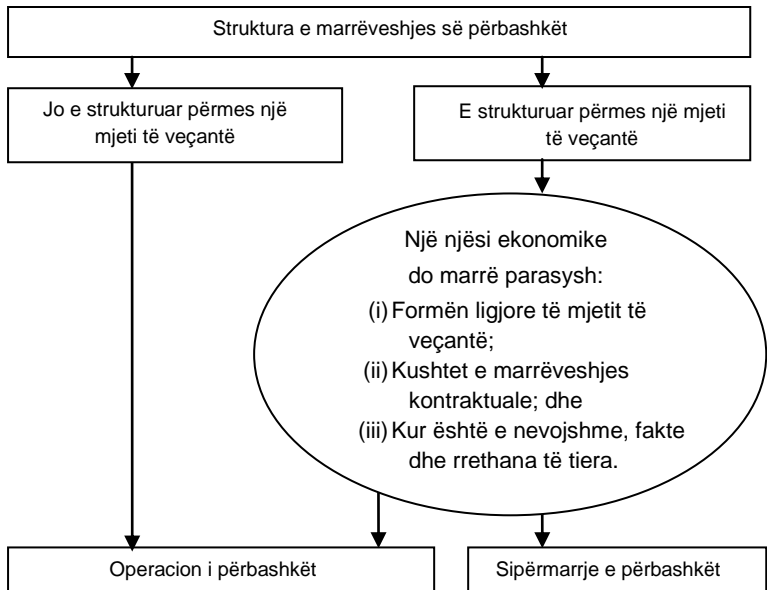 Struktura e marrëveshjes së përbashkët
Jo e strukturuar përmes një
mjeti të veçantë
E strukturuar përmes një mjeti
të veçantë
Një njësi ekonomike
do marrë parasysh:
(i) Formën ligjore të mjetit të
veçantë;
(ii) Kushtet e marrëveshjes
kontraktuale; dhe
(iii) Kur është e nevojshme, fakte
dhe rrethana të tiera.
Operacion i përbashkët
Sipërmarrje e përbashkët